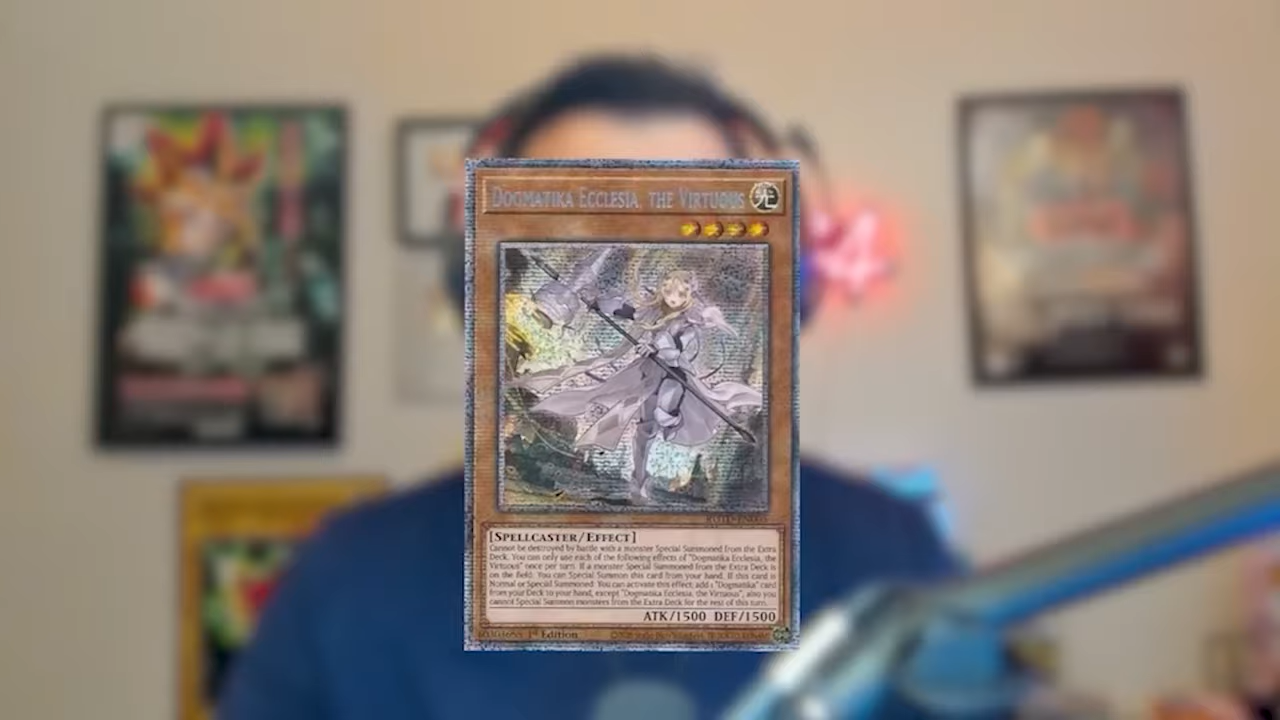 DOGMATIKA ECCLESIA, THE VIRTUOUS
[SPELLCASTER/EFFECT]
Cannot be destroyed by battle with a monster Special Summoned from the Extra
Deck. You can only use each of the following effects of "Dogmatika Ecclesia, the
Virtuous" once per turn. If a monster Special Summoned from the Extra Deck is
on the field: You can Special Summon this card from your hand. If this card is
Normal or Special Summoned: You can activate this effect; add 1 "Dogmatika" card
from your Deck to your hand, except "Dogmatika Ecclesia, the Virtuous", also you
cannot Special Summon monsters from the Extra Deck for the rest of this turn.
ATK/1500 DEF/1500
1st Edition